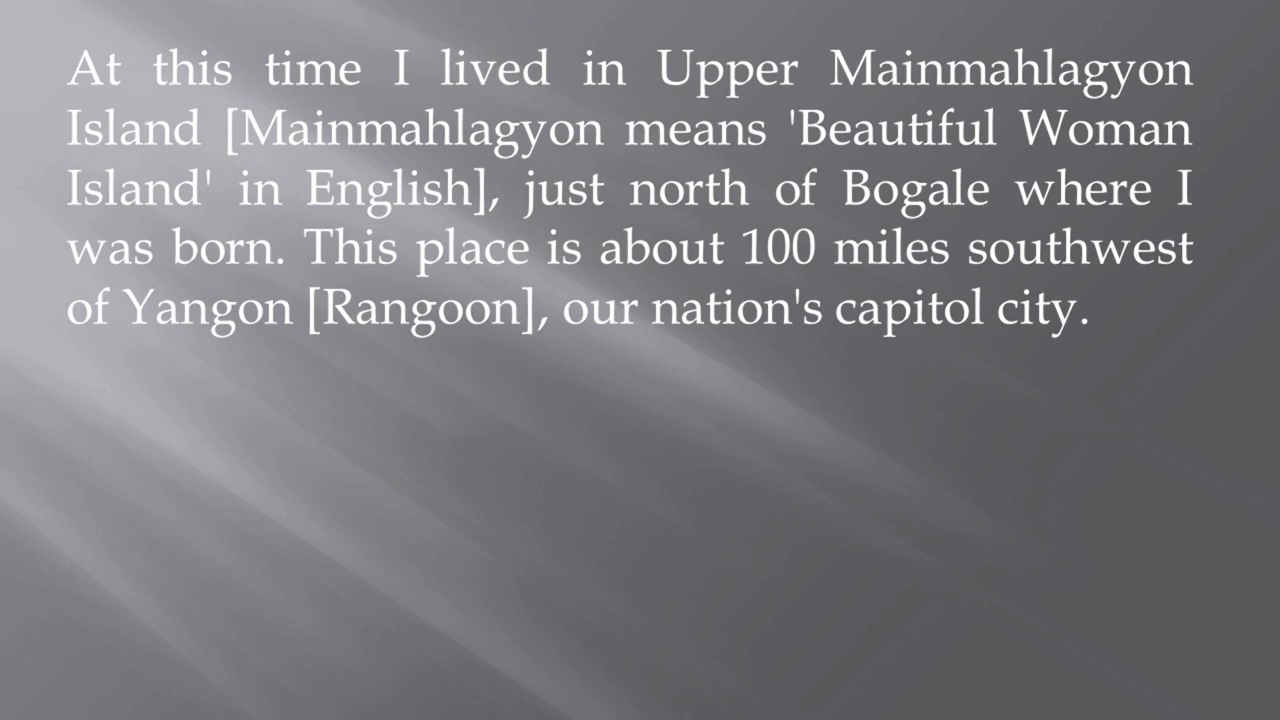 At this time I lived in Upper Mainmahlagyon
Island [Mainmahlagyon means 'Beautiful Woman
Island' in English], just north of Bogale where I
was born. This place is about 100 miles southwest
of Yangon [Rangoon], our nation's capitol city.